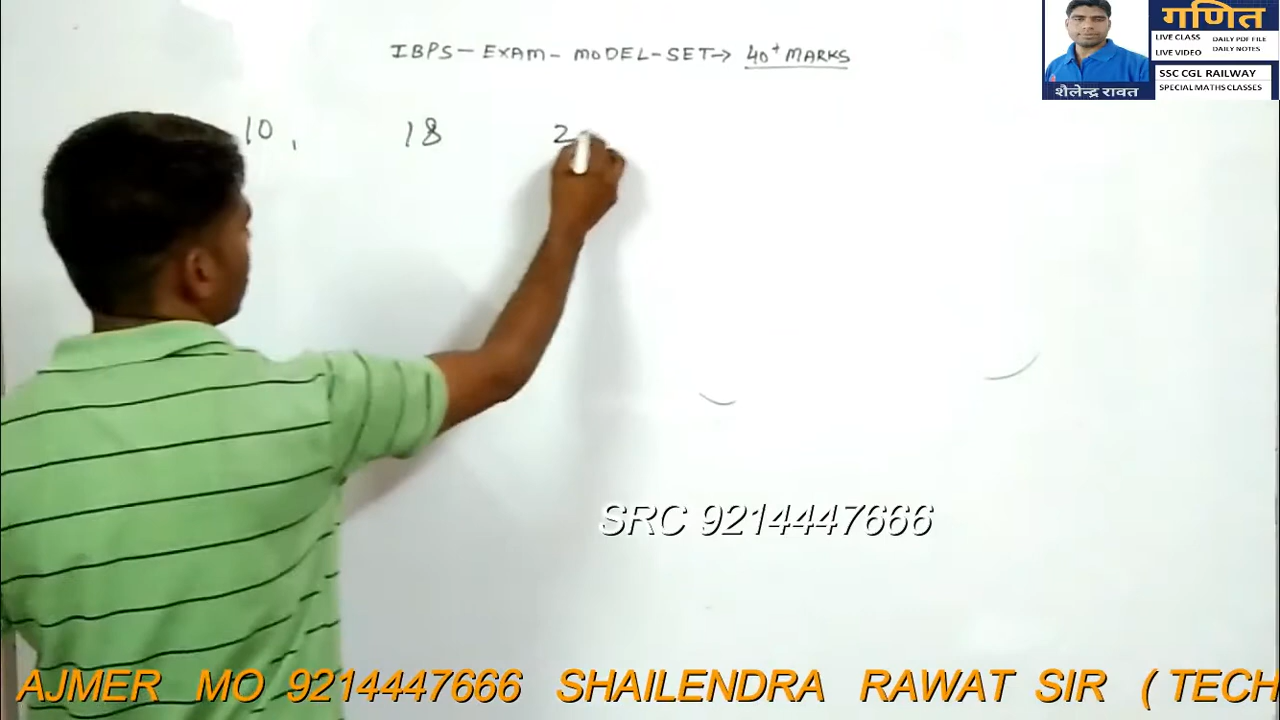 IBPS - EXAM - MODEL - SET → 40+ MARKS
10, 18 2
गणित
LIVE CLASS
LIVE VIDEO
DAILY PDF FILE
DAILY NOTES
SSC CGL RAILWAY
SPECIAL MATHS CLASSES
शैलेन्द्र रावत
SRC 9214447666
AJMER MO 9214447666 SHAILENDRA RAWAT SIR ( TECH